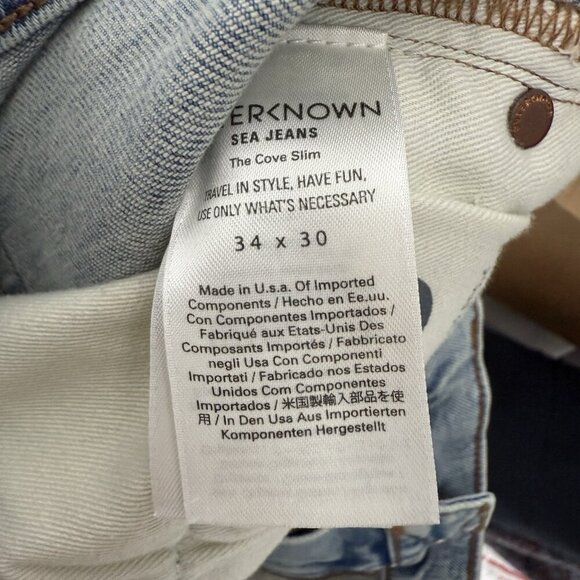 ERKNOWN
SEA JEANS
The Cove Slim
TRAVEL IN STYLE, HAVE FUN,
USE ONLY WHAT'S NECESSARY
34 x 30
Made in U.s.a. Of Imported
Components / Hecho en Ee.uu.
Con Componentes Importados /
Fabriqué aux Etats-Unis Des
Composants Importés / Fabbricato
negli Usa Con Componenti
Importati / Fabricado nos Estados
Unidos Com Componentes
Importados / 米国製輸入部品を使
用 / In Den Usa Aus Importierten
Komponenten Hergestellt